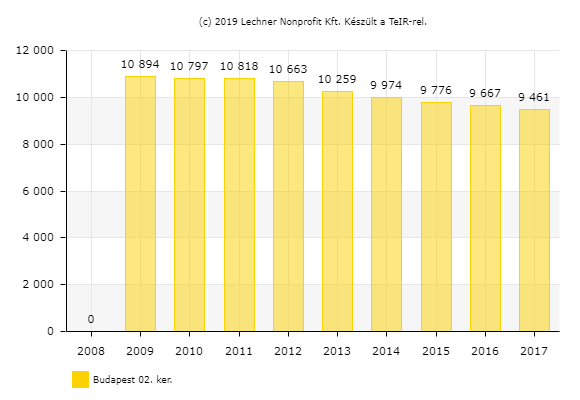 (c) 2019 Lechner Nonprofit Kft. Készült a TeIR-rel.
12 000
10 894 10 797 10 818 10 663 10 259 9 974 9 776 9 667 9 461
10 000
8 000
6 000
4 000
2 000
0
0
2008 2009 2010 2011 2012 2013 2014 2015 2016 2017
Budapest 02. ker.